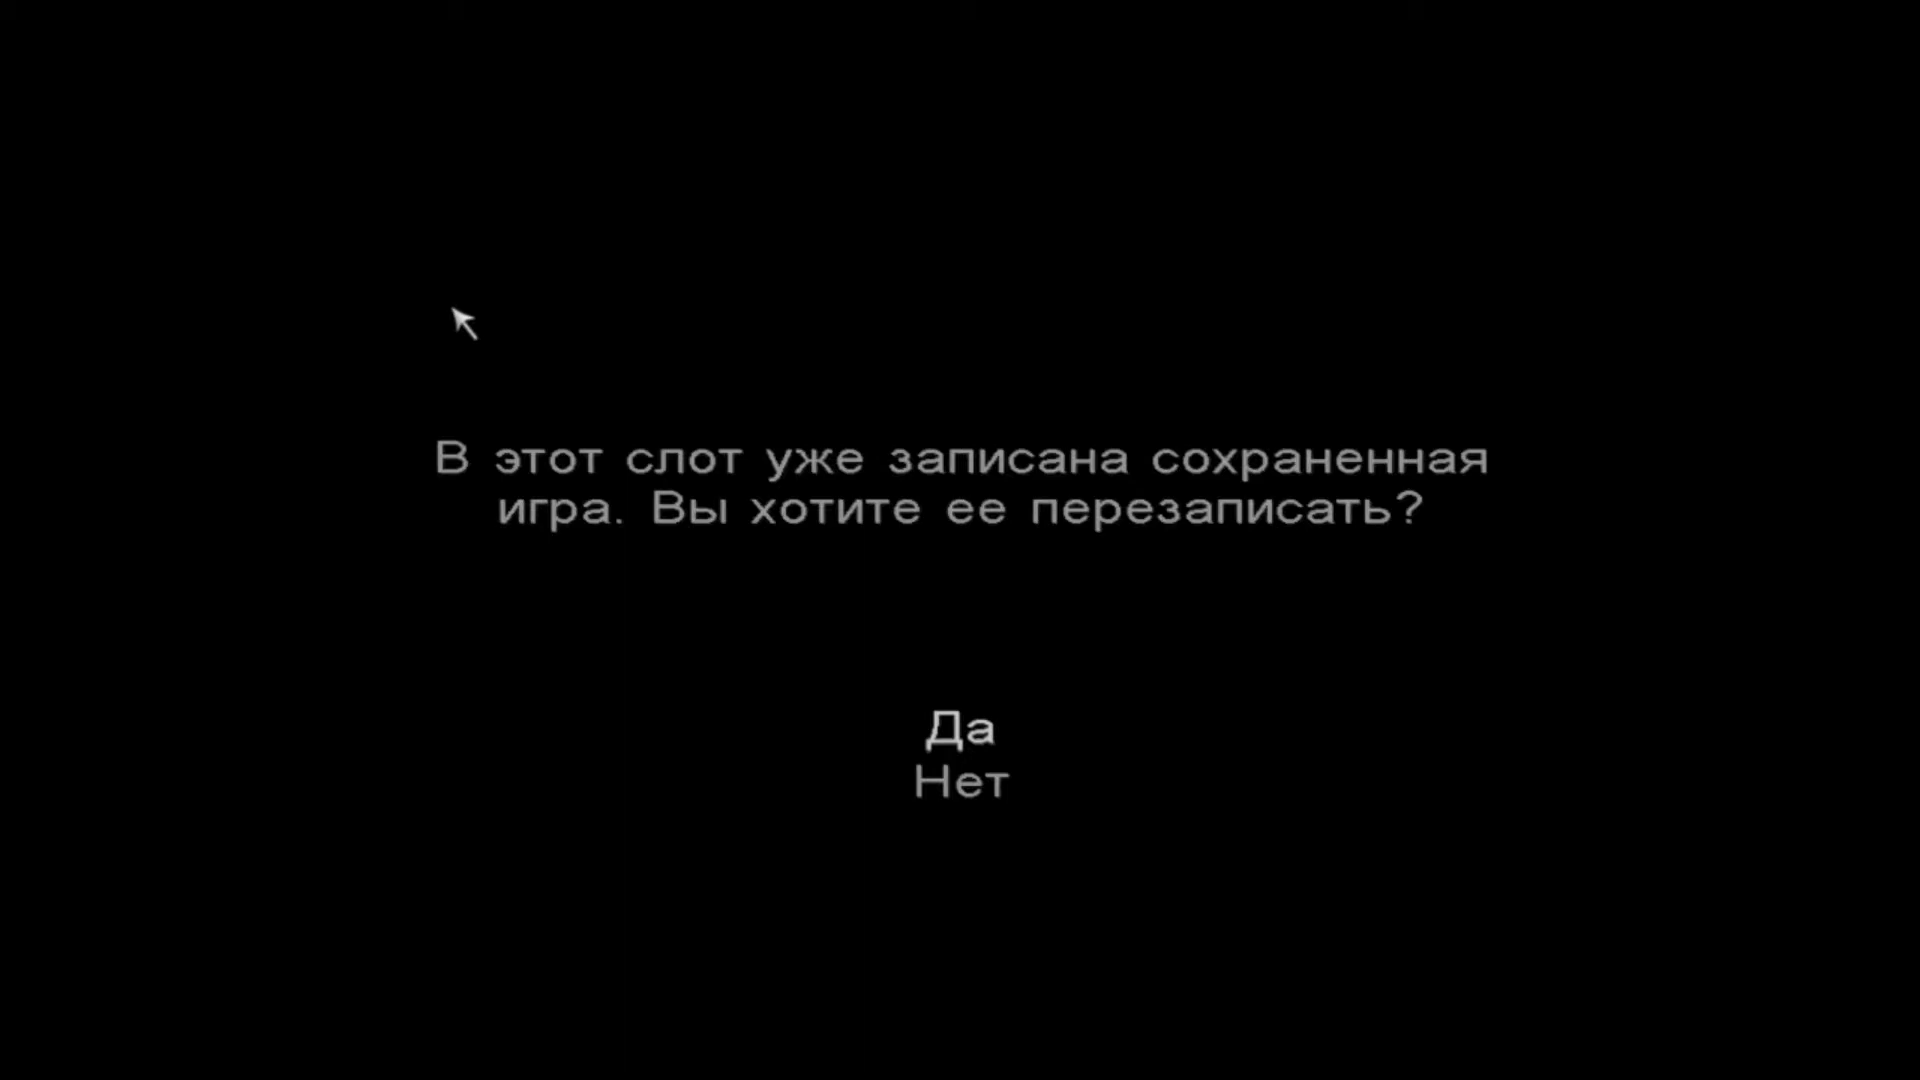 В этот слот уже записана сохраненная
игра. Вы хотите ее перезаписать?
Да
Нет